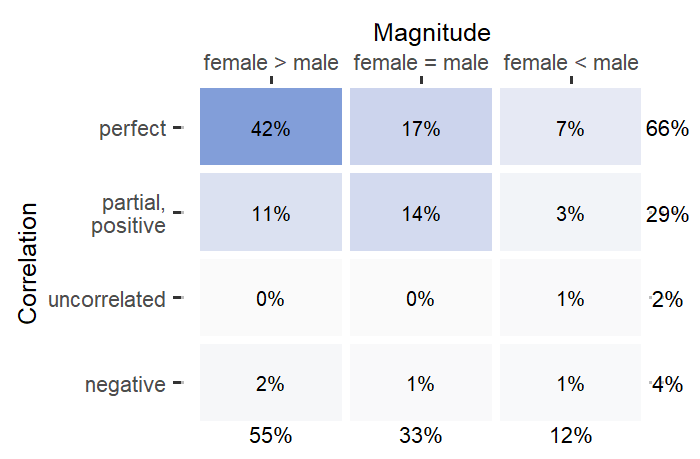 Magnitude
female > male female = male female < male
perfect 42% 17% 7% 66%
partial,
positive 11% 14% 3% 29%
Correlation
uncorrelated 0% 0% 1% 2%
negative 2% 1% 1% 4%
55% 33% 12%